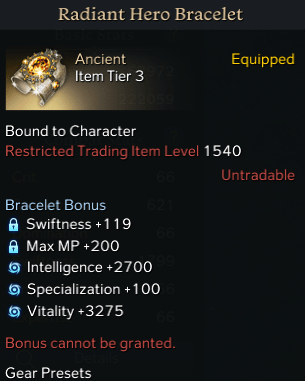 Radiant Hero Bracelet
Ancient
Equipped
Item Tier 3
Bound to Character
Restricted Trading Item Level 1540
Untradable
Bracelet Bonus
Swiftness +119
Max MP +200
Intelligence +2700
Specialization +100
Vitality +3275
Bonus cannot be granted.
Gear Presets